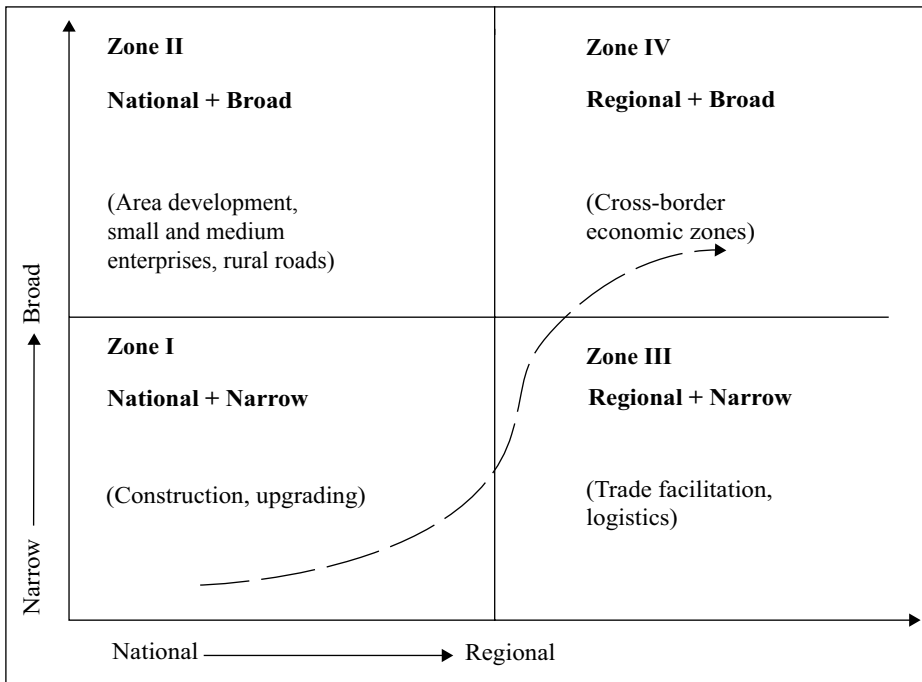 Zone II
National + Broad
(Area development,
small and medium
enterprises, rural roads)
Zone IV
Regional + Broad
(Cross-border
economic zones)
Zone I
National + Narrow
(Construction, upgrading)
Zone III
Regional + Narrow
(Trade facilitation,
logistics)
Broad
Narrow
National
Regional